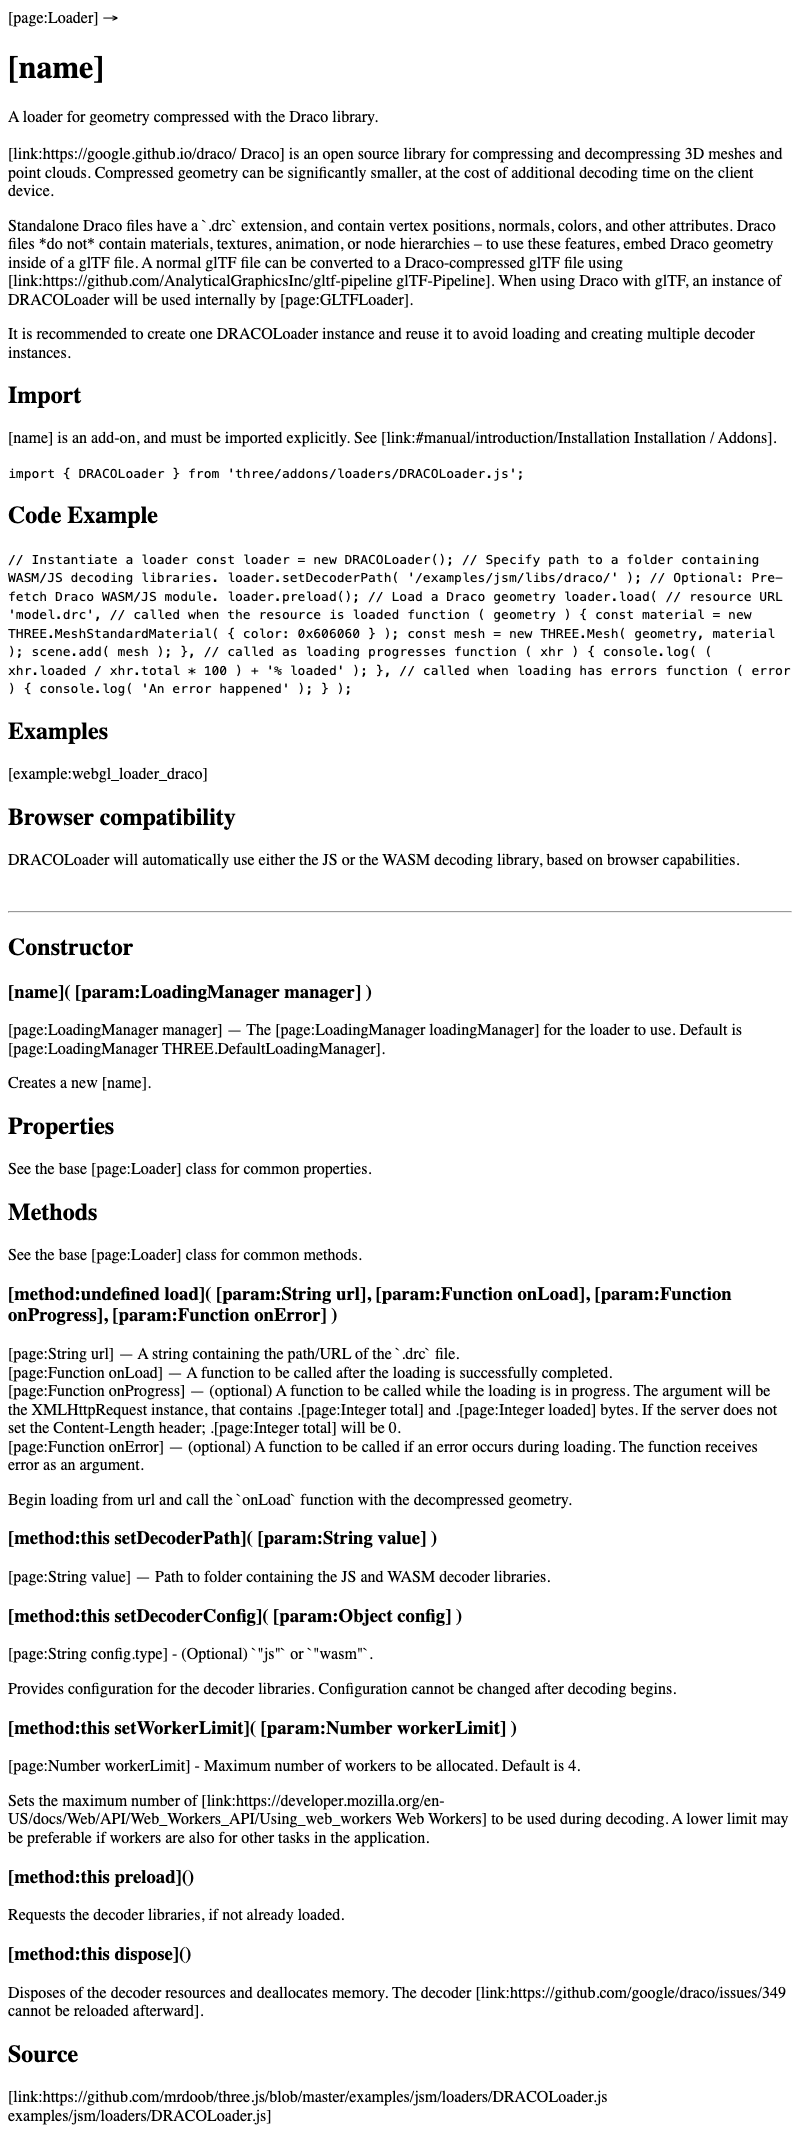 [page:Loader] →
[name]
A loader for geometry compressed with the Draco library.
[link:https://google.github.io/draco/ Draco] is an open source library for compressing and decompressing 3D meshes and
point clouds. Compressed geometry can be significantly smaller, at the cost of additional decoding time on the client
device.
Standalone Draco files have a `.drc` extension, and contain vertex positions, normals, colors, and other attributes. Draco
files *do not* contain materials, textures, animation, or node hierarchies – to use these features, embed Draco geometry
inside of a glTF file. A normal glTF file can be converted to a Draco-compressed glTF file using
[link:https://github.com/AnalyticalGraphicsInc/gltf-pipeline glTF-Pipeline]. When using Draco with glTF, an instance of
DRACOLoader will be used internally by [page:GLTFLoader].
It is recommended to create one DRACOLoader instance and reuse it to avoid loading and creating multiple decoder
instances.
Import
[name] is an add-on, and must be imported explicitly. See [link:#manual/introduction/Installation Installation / Addons].
import { DRACOLoader } from 'three/addons/loaders/DRACOLoader.js';
Code Example
// Instantiate a loader const loader = new DRACOLoader(); // Specify path to a folder containing
WASM/JS decoding libraries. loader.setDecoderPath( '/examples/jsm/libs/draco/' ); // Optional: Pre-
fetch Draco WASM/JS module. loader.preload(); // Load a Draco geometry loader.load( // resource URL
'model.drc', // called when the resource is loaded function ( geometry ) { const material = new
THREE.MeshStandardMaterial( { color: 0x606060 } ); const mesh = new THREE.Mesh( geometry, material
); scene.add( mesh ); }, // called as loading progresses function ( xhr ) { console.log( (
xhr.loaded / xhr.total * 100 ) + '% loaded' ); }, // called when loading has errors function ( error
) { console.log( 'An error happened' ); } );
Examples
[example:webgl_loader_draco]
Browser compatibility
DRACOLoader will automatically use either the JS or the WASM decoding library, based on browser capabilities.
Constructor
[name]( [param:LoadingManager manager] )
[page:LoadingManager manager] — The [page:LoadingManager loadingManager] for the loader to use. Default is
[page:LoadingManager THREE.DefaultLoadingManager].
Creates a new [name].
Properties
See the base [page:Loader] class for common properties.
Methods
See the base [page:Loader] class for common methods.
[method:undefined load]( [param:String url], [param:Function onLoad], [param:Function
onProgress], [param:Function onError] )
[page:String url] — A string containing the path/URL of the `.drc` file.
[page:Function onLoad] — A function to be called after the loading is successfully completed.
[page:Function onProgress] — (optional) A function to be called while the loading is in progress. The argument will be
the XMLHttpRequest instance, that contains .[page:Integer total] and .[page:Integer loaded] bytes. If the server does not
set the Content-Length header; .[page:Integer total] will be 0.
[page:Function onError] — (optional) A function to be called if an error occurs during loading. The function receives
error as an argument.
Begin loading from url and call the `onLoad` function with the decompressed geometry.
[method:this setDecoderPath]( [param:String value] )
[page:String value] — Path to folder containing the JS and WASM decoder libraries.
[method:this setDecoderConfig]( [param:Object config] )
[page:String config.type] - (Optional) `"js"` or `"wasm"`.
Provides configuration for the decoder libraries. Configuration cannot be changed after decoding begins.
[method:this setWorkerLimit]( [param:Number workerLimit] )
[page:Number workerLimit] - Maximum number of workers to be allocated. Default is 4.
Sets the maximum number of [link:https://developer.mozilla.org/en-
US/docs/Web/API/Web_Workers_API/Using_web_workers Web Workers] to be used during decoding. A lower limit may
be preferable if workers are also for other tasks in the application.
[method:this preload]()
Requests the decoder libraries, if not already loaded.
[method:this dispose]()
Disposes of the decoder resources and deallocates memory. The decoder [link:https://github.com/google/draco/issues/349
cannot be reloaded afterward].
Source
[link:https://github.com/mrdoob/three.js/blob/master/examples/jsm/loaders/DRACOLoader.js
examples/jsm/loaders/DRACOLoader.js]